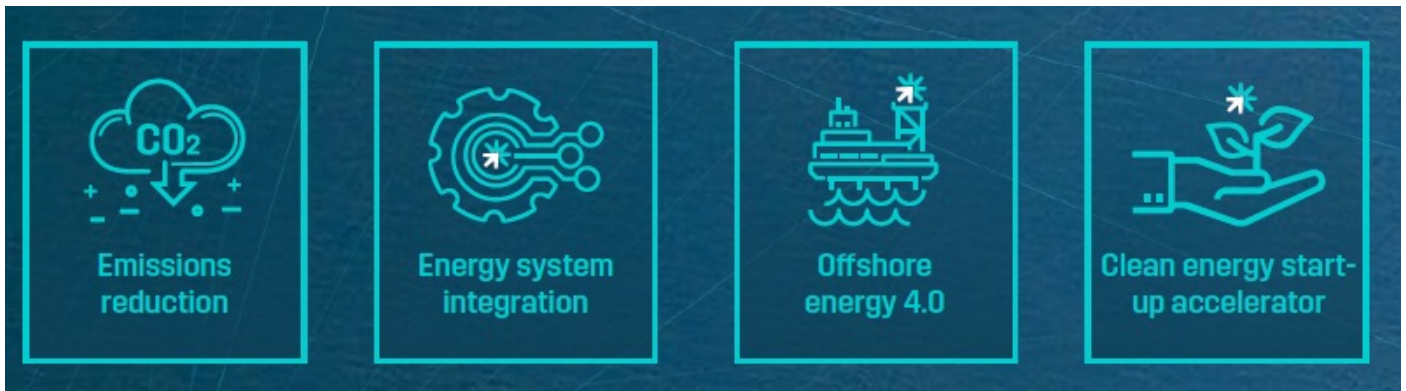 CO₂
Emissions
reduction
Energy system
integration
Offshore
energy 4.0
Clean energy start-
up accelerator